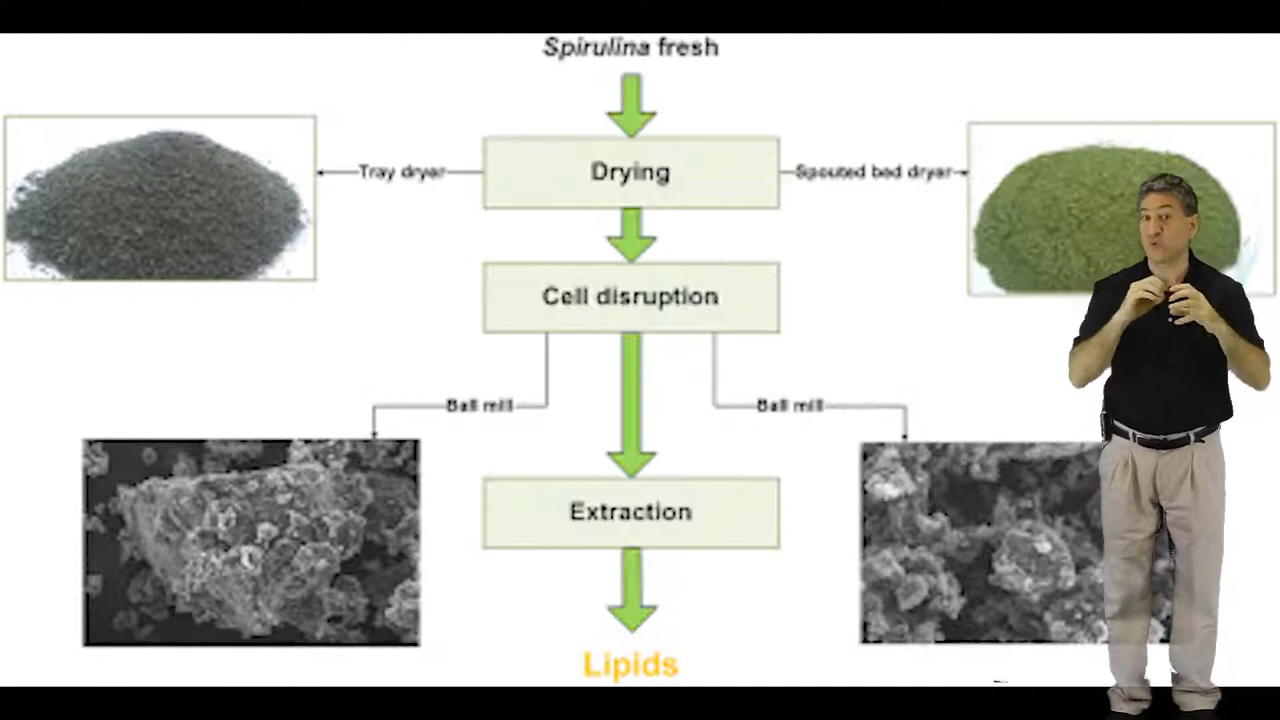 Spirulina fresh
Tray dryer
Drying
Spouted bed dryer
Cell disruption
Ball mill
Ball mill
Extraction
Lipids